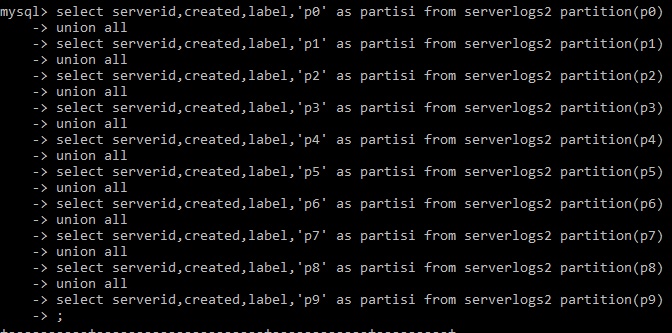 mysql> select serverid,created,label,'p0' as partisi from serverlogs2 partition(p0)
    -> union all
    -> select serverid,created,label,'p1' as partisi from serverlogs2 partition(p1)
    -> union all
    -> select serverid,created,label,'p2' as partisi from serverlogs2 partition(p2)
    -> union all
    -> select serverid,created,label,'p3' as partisi from serverlogs2 partition(p3)
    -> union all
    -> select serverid,created,label,'p4' as partisi from serverlogs2 partition(p4)
    -> union all
    -> select serverid,created,label,'p5' as partisi from serverlogs2 partition(p5)
    -> union all
    -> select serverid,created,label,'p6' as partisi from serverlogs2 partition(p6)
    -> union all
    -> select serverid,created,label,'p7' as partisi from serverlogs2 partition(p7)
    -> union all
    -> select serverid,created,label,'p8' as partisi from serverlogs2 partition(p8)
    -> union all
    -> select serverid,created,label,'p9' as partisi from serverlogs2 partition(p9)
    -> ;